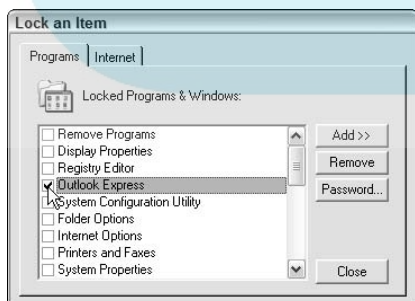 Lock an Item
Programs Internet
Locked Programs & Windows:
Remove Programs
Display Properties
Registry Editor
Outlook Express
System Configuration Utility
Folder Options
Internet Options
Printers and Faxes
System Properties
Add >>
Remove
Password...
Close